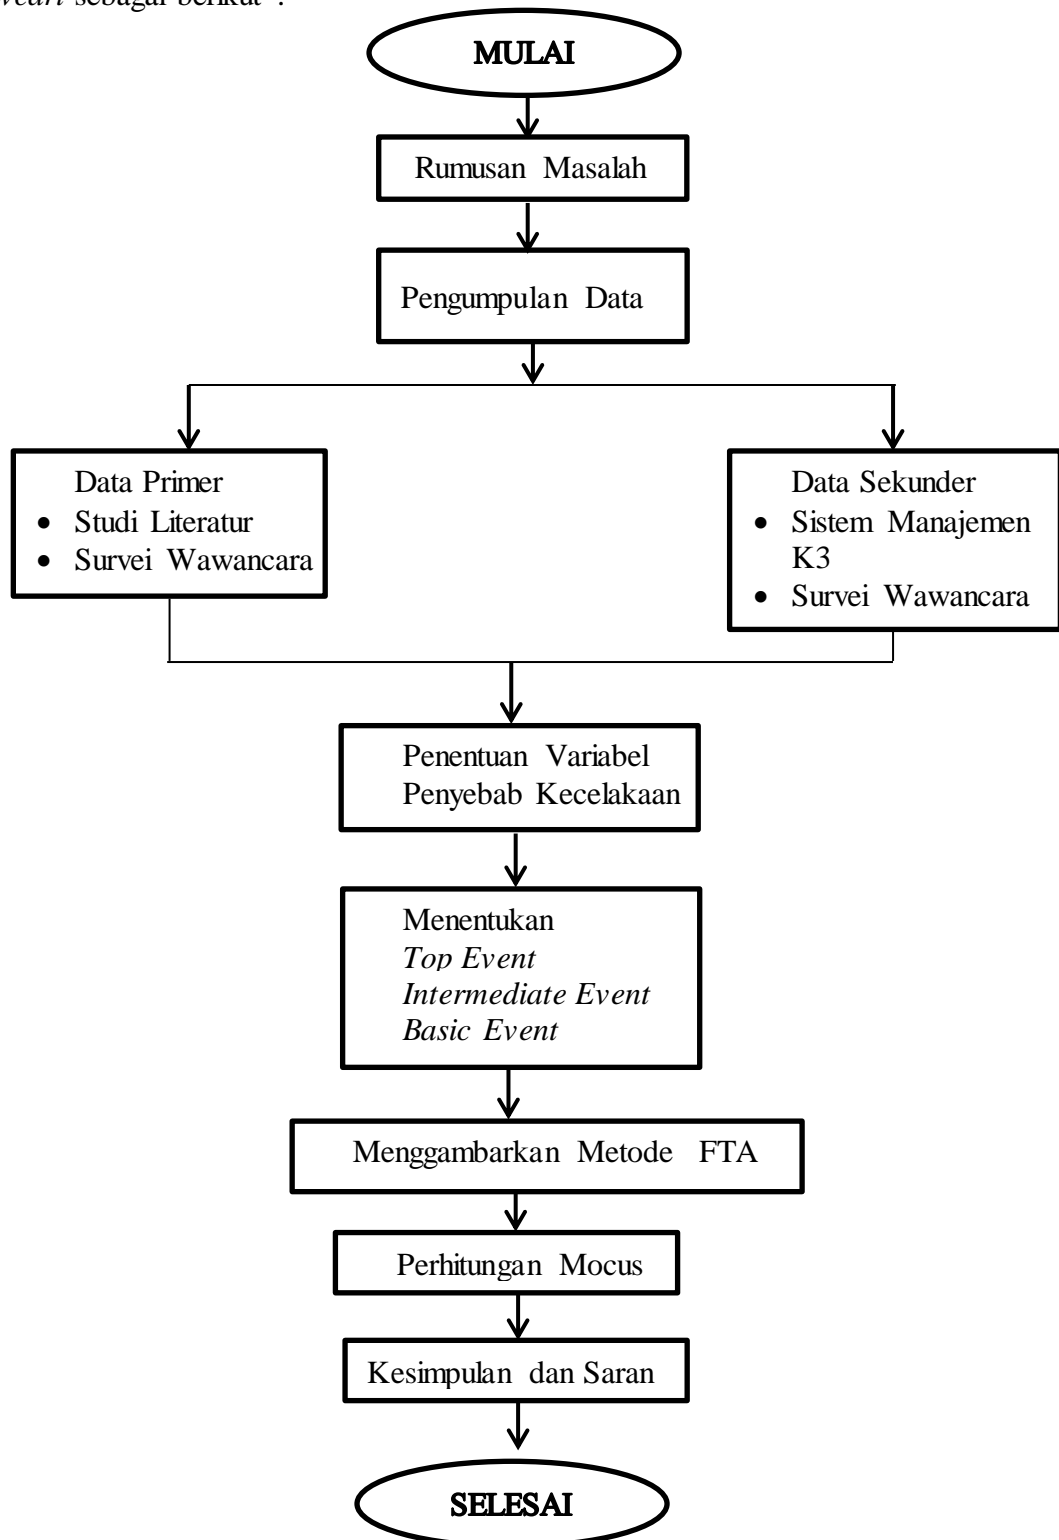 sebagai berikut :
MULAI
Rumusan Masalah
Pengumpulan Data
Data Primer
• Studi Literatur
• Survei Wawancara
Data Sekunder
• Sistem Manajemen
K3
• Survei Wawancara
Penentuan Variabel
Penyebab Kecelakaan
Menentukan
Top Event
Intermediate Event
Basic Event
Menggambarkan Metode FTA
Perhitungan Mocus
Kesimpulan dan Saran
SELESAI